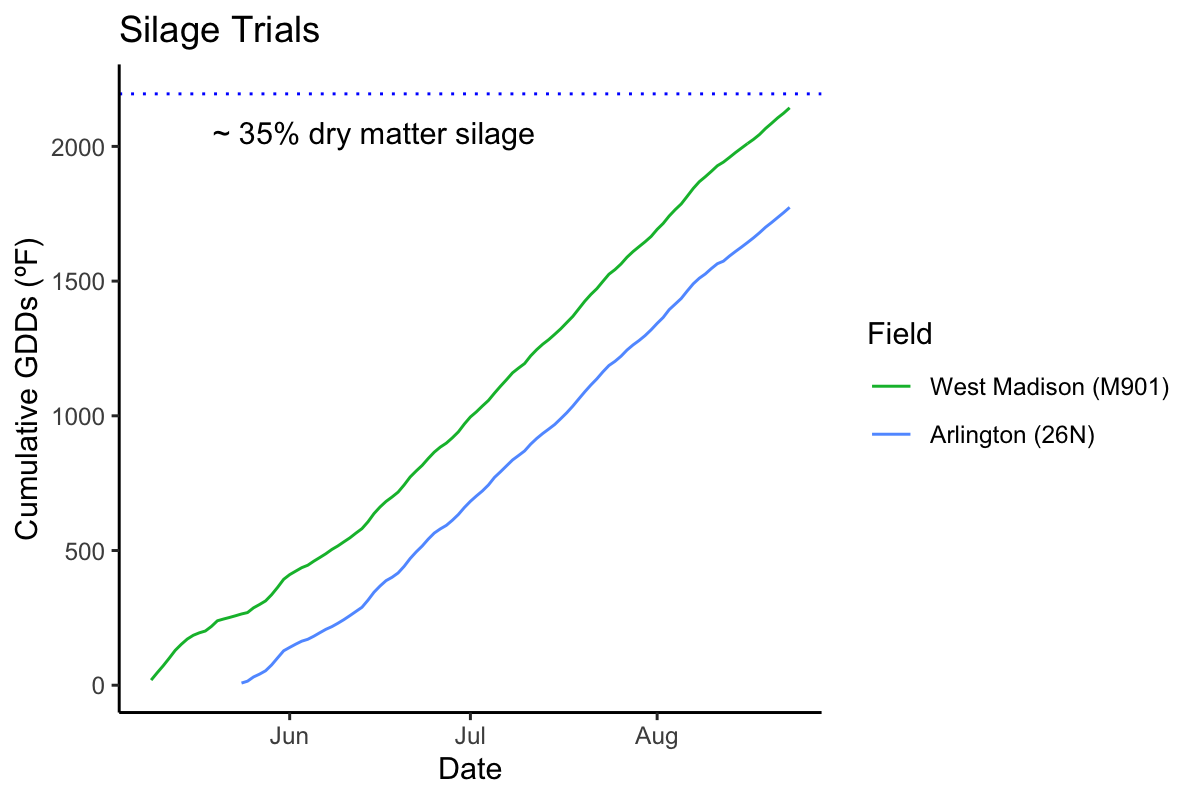 Silage Trials
~ 35% dry matter silage
2000
1500
1000
500
0
Cumulative GDDs (ºF)
Jun
Jul
Aug
Date
Field
West Madison (M901)
Arlington (26N)